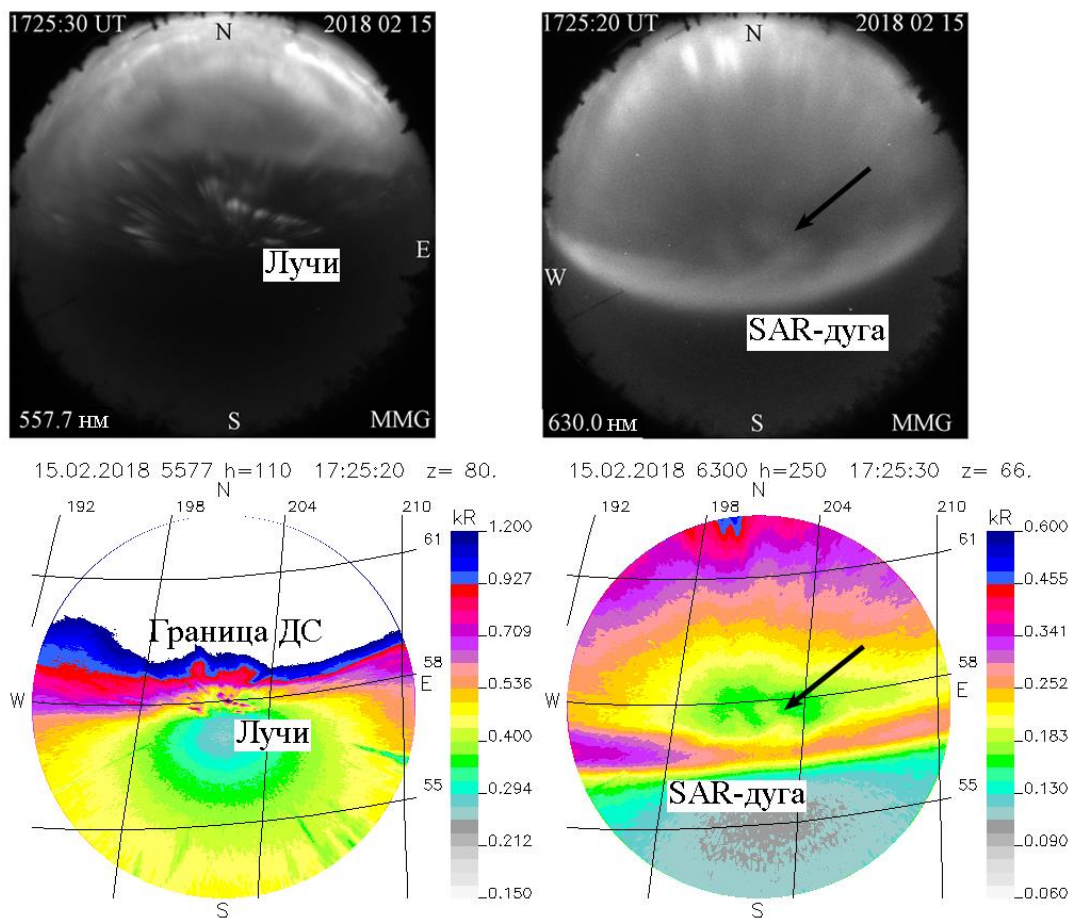 1725:30 UT
2018 02 15
N
Лучи
E
557.7 нм
S
MMG
1725:20 UT
2018 02 15
N
W
SAR-дуга
630.0 нм
S
MMG
15.02.2018 5577 h=110 17:25:20 z= 80.
N
192
198
204
210
61
58
55
W
E
S
Граница ДС
Лучи
kR
1.200
0.927
0.709
0.536
0.400
0.294
0.212
0.150
15.02.2018 6300 h=250 17:25:30 z= 66.
N
192
198
204
210
61
58
55
W
E
S
SAR-дуга
kR
0.600
0.455
0.341
0.252
0.183
0.130
0.090
0.060